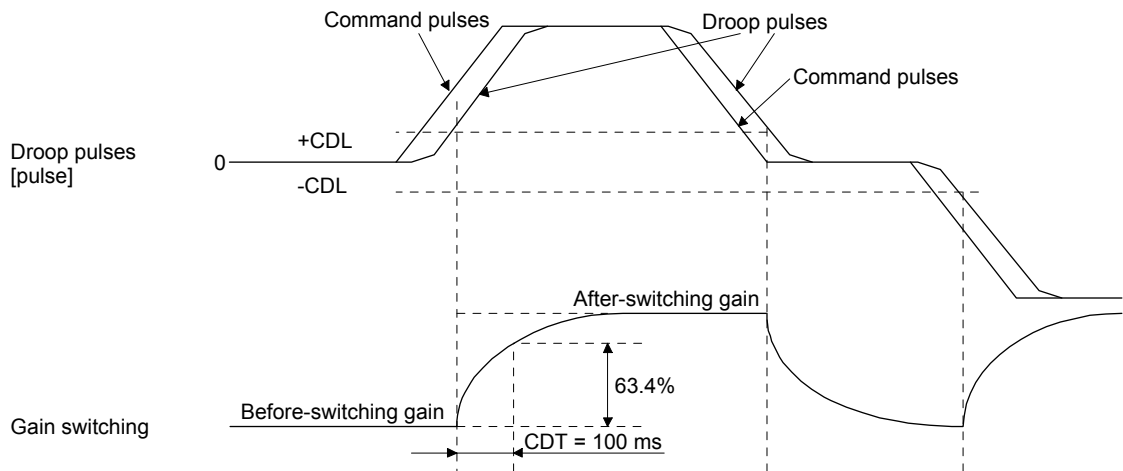 Command pulses
Droop pulses
Command pulses
+CDL
Droop pulses
[pulse]
0
-CDL
After-switching gain
63.4%
Before-switching gain
Gain switching
CDT = 100 ms